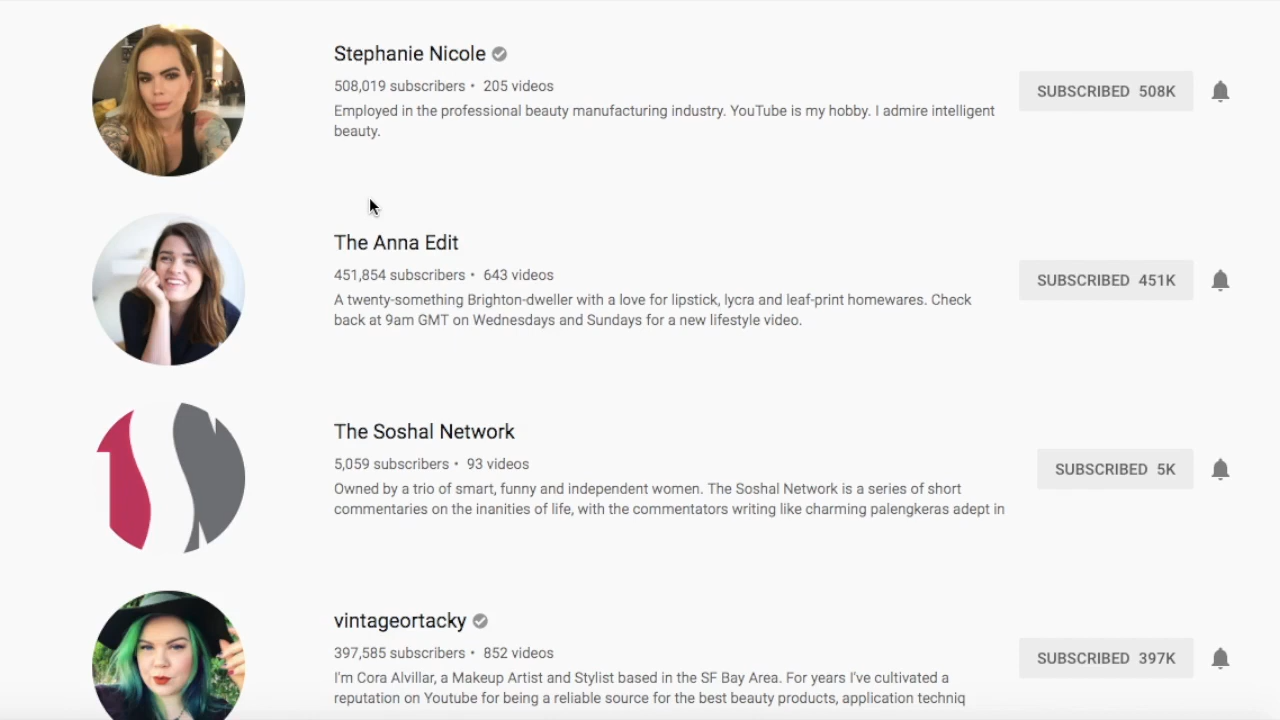 Stephanie Nicole
508,019 subscribers • 205 videos
SUBSCRIBED 508K
Employed in the professional beauty manufacturing industry. YouTube is my hobby. I admire intelligent
beauty.
The Anna Edit
451,854 subscribers • 643 videos
SUBSCRIBED 451K
A twenty-something Brighton-dweller with a love for lipstick, lycra and leaf-print homewares. Check
back at 9am GMT on Wednesdays and Sundays for a new lifestyle video.
The Soshal Network
5,059 subscribers • 93 videos
SUBSCRIBED 5K
Owned by a trio of smart, funny and independent women. The Soshal Network is a series of short
commentaries on the inanities of life, with the commentators writing like charming palengkeras adept in
vintageortacky
397,585 subscribers • 852 videos
SUBSCRIBED 397K
I'm Cora Alvillar, a Makeup Artist and Stylist based in the SF Bay Area. For years I've cultivated a
reputation on Youtube for being a reliable source for the best beauty products, application techniq